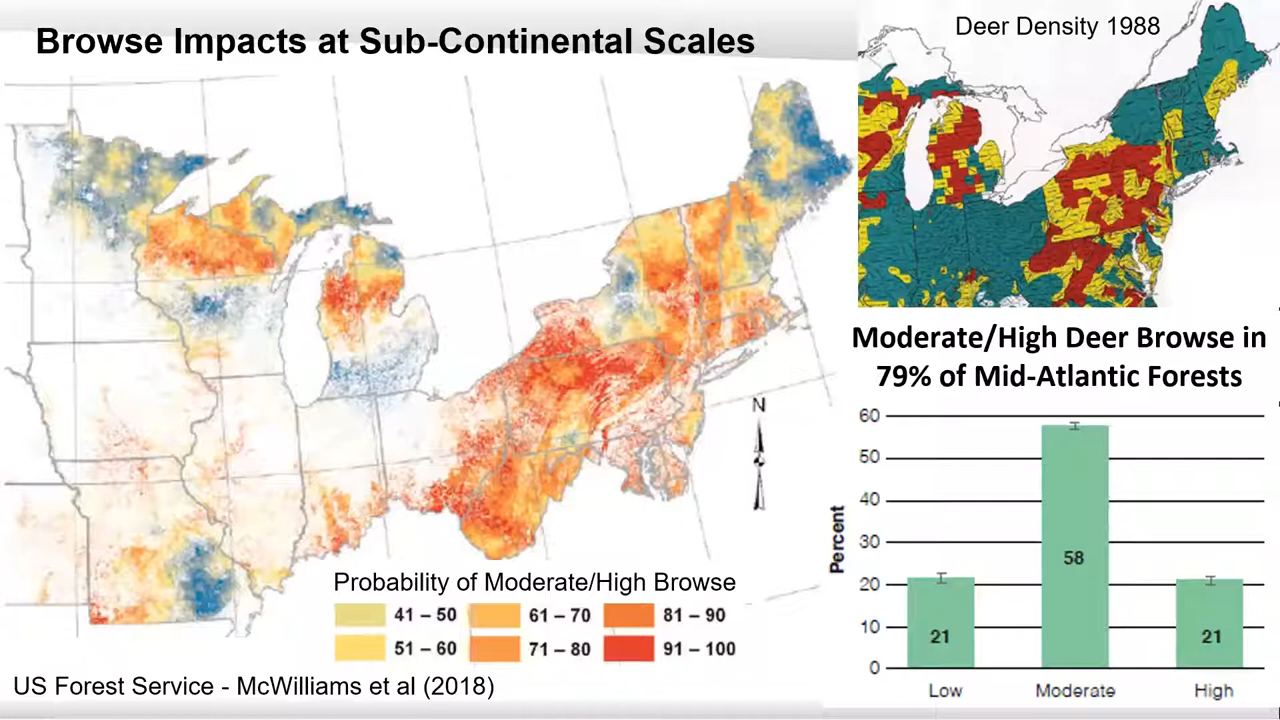 Browse Impacts at Sub-Continental Scales
Deer Density 1988
N
Probability of Moderate/High Browse
41 – 50
61 – 70
81 – 90
51 – 60
71 – 80
91 – 100
US Forest Service - McWilliams et al (2018)
Moderate/High Deer Browse in
79% of Mid-Atlantic Forests
Percent
60
50
40
30
20
10
0
21
58
21
Low
Moderate
High